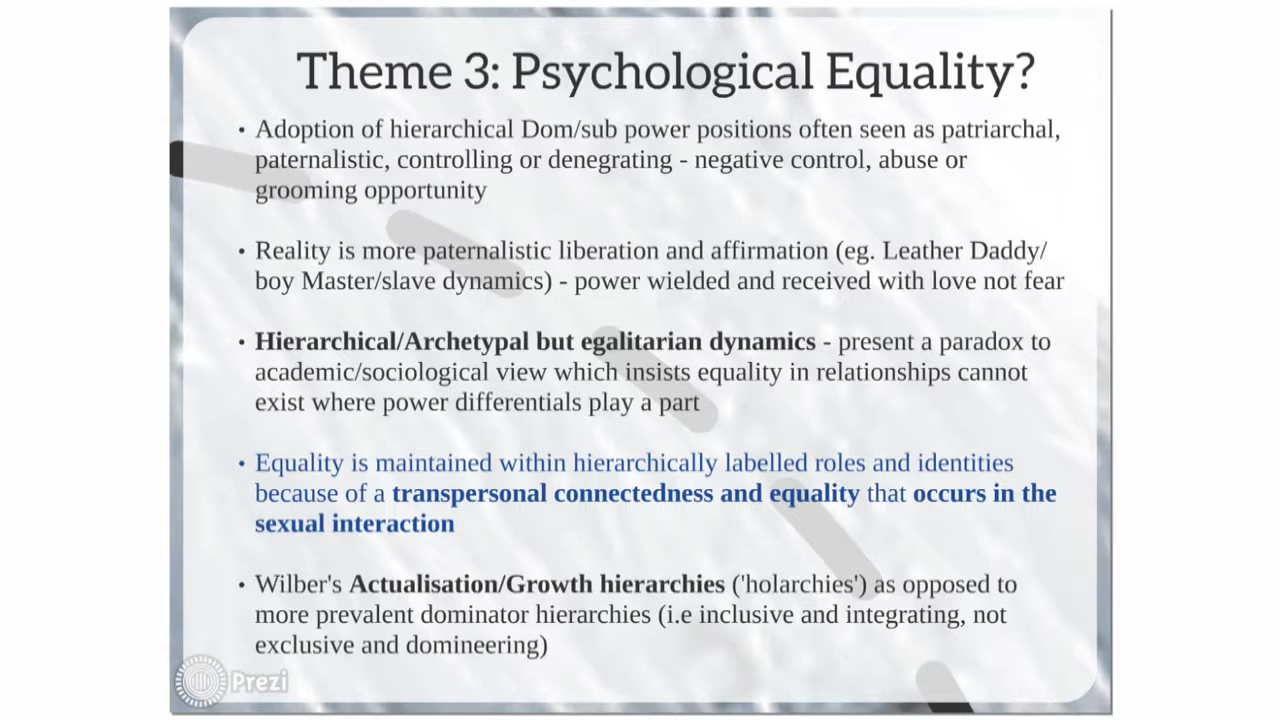 Theme 3: Psychological Equality?
• Adoption of hierarchical Dom/sub power positions often seen as patriarchal,
paternalistic, controlling or denegrating - negative control, abuse or
grooming opportunity
• Reality is more paternalistic liberation and affirmation (eg. Leather Daddy/
boy Master/slave dynamics) - power wielded and received with love not fear
• Hierarchical/Archetypal but egalitarian dynamics - present a paradox to
academic/sociological view which insists equality in relationships cannot
exist where power differentials play a part
• Equality is maintained within hierarchically labelled roles and identities
because of a transpersonal connectedness and equality that occurs in the
sexual interaction
• Wilber's Actualisation/Growth hierarchies ('holarchies') as opposed to
more prevalent dominator hierarchies (i.e inclusive and integrating, not
exclusive and domineering)
Prezi